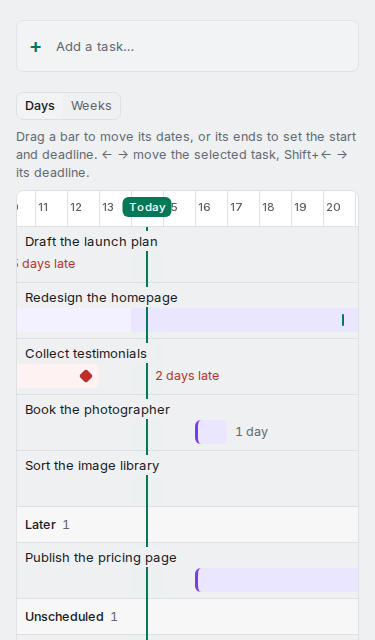 + Add a task...
Days Weeks
Drag a bar to move its dates, or its ends to set the start
and deadline. ← → move the selected task, Shift+← →
its deadline.
11 12 13 Today 16 17 18 19 20
Draft the launch plan
days late
Redesign the homepage
Collect testimonials
2 days late
Book the photographer
1 day
Sort the image library
Later 1
Publish the pricing page
Unscheduled 1